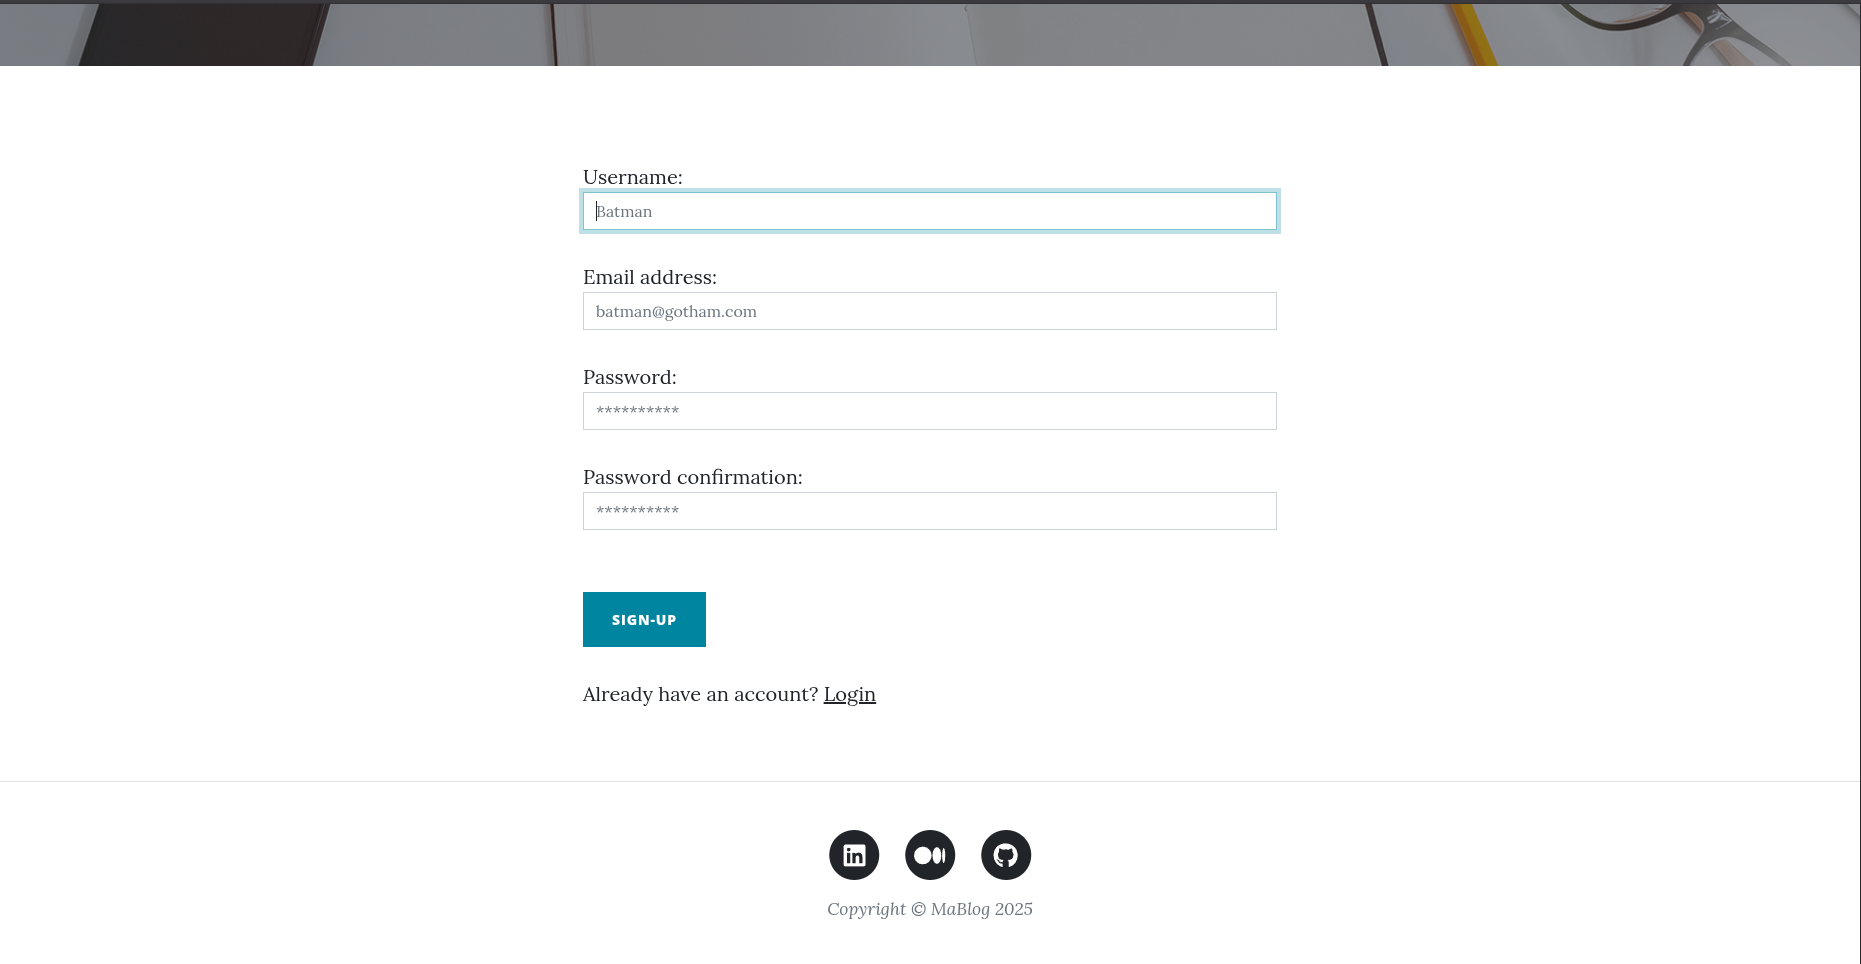 Username:
Batman
Email address:
batman@gotham.com
Password:
**********
Password confirmation:
**********
SIGN-UP
Already have an account? Login
in
Copyright © MaBlog 2025